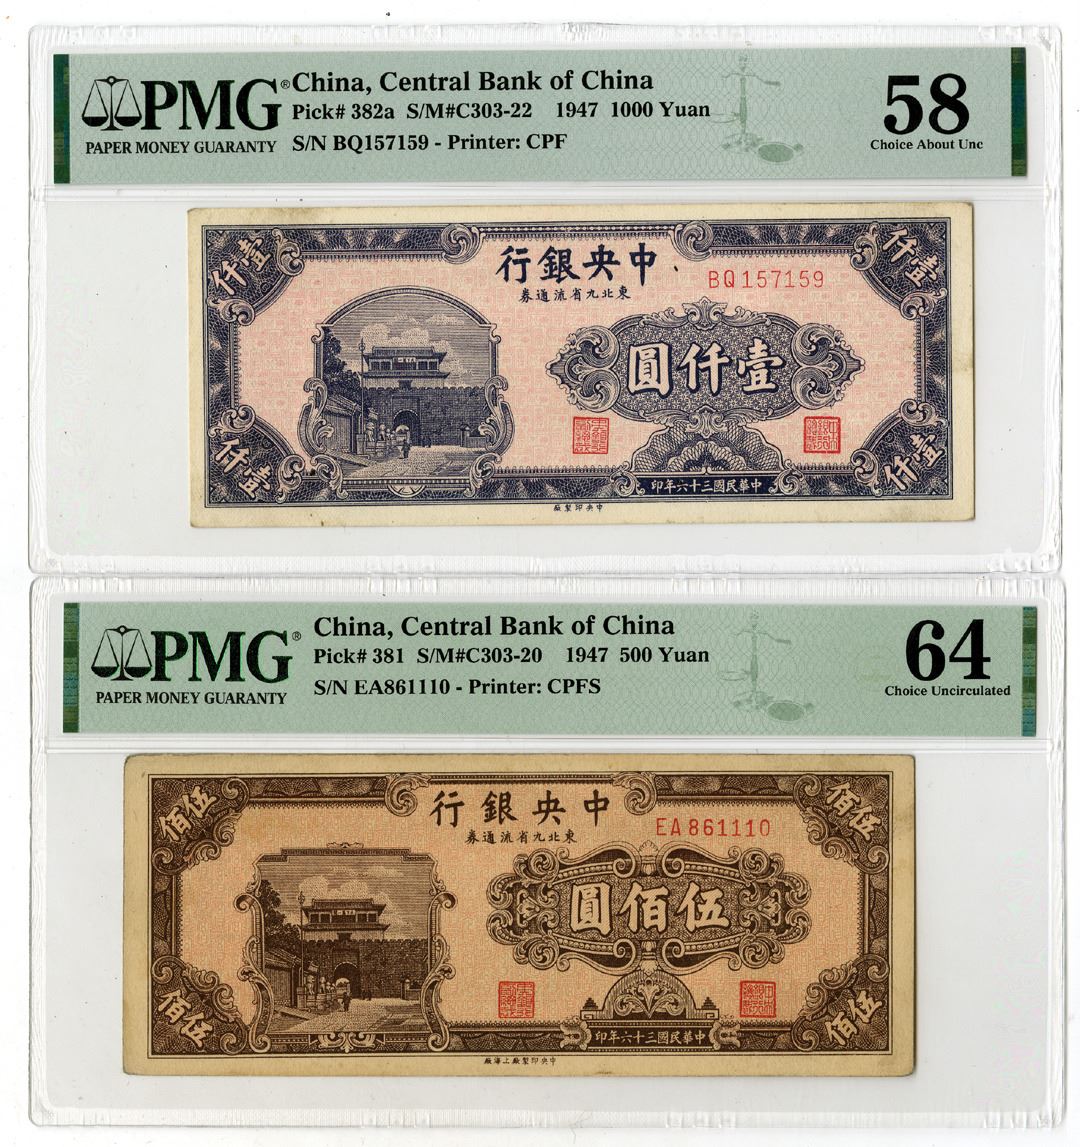 PMG®
PAPER MONEY GUARANTY
China, Central Bank of China
Pick# 382a S/M#C303-22 1947 1000 Yuan
S/N BQ157159 - Printer: CPF
58
Choice About Unc
壹仟
壹仟
中央銀行
東北九省流通券
BQ157159
壹仟圓
壹仟
壹仟
中華民國三十六年印
中央印製廠
PMG®
PAPER MONEY GUARANTY
China, Central Bank of China
Pick# 381 S/M#C303-20 1947 500 Yuan
S/N EA861110 - Printer: CPFS
64
Choice Uncirculated
伍佰
伍佰
中央銀行
東北九省流通券
EA861110
伍佰圓
伍佰
伍佰
中華民國三十六年印
中央印製廠上海廠